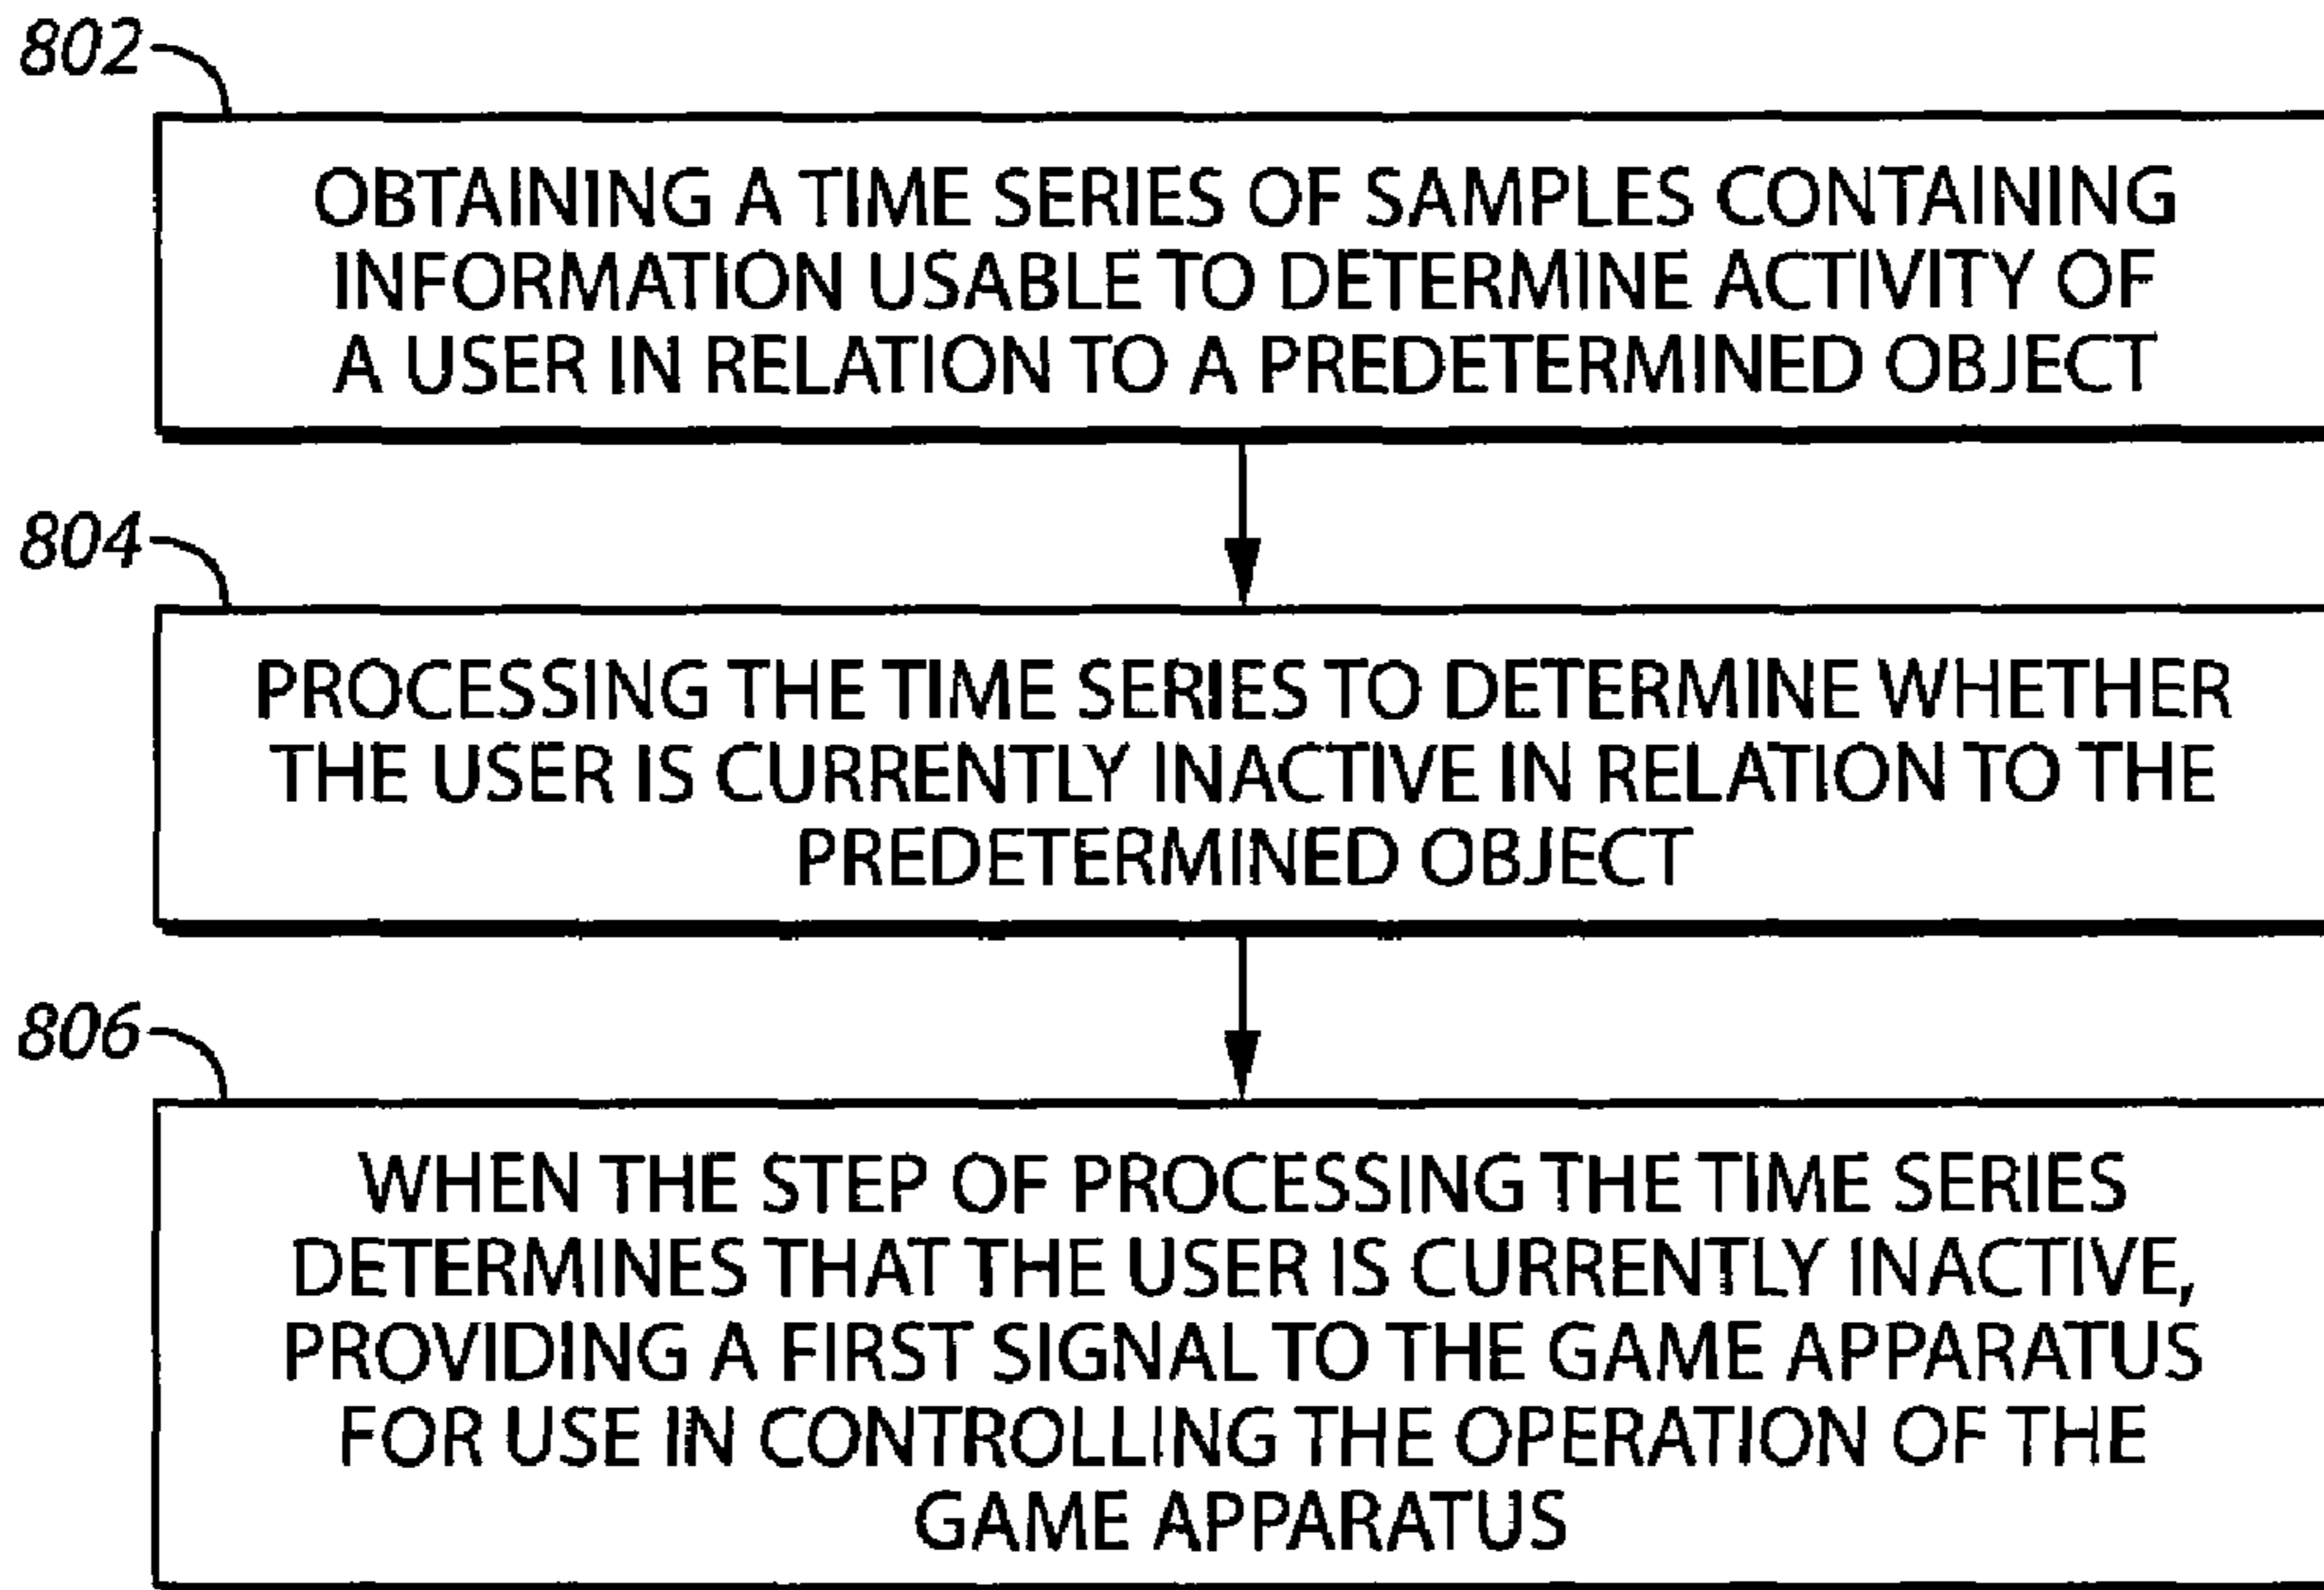 802
OBTAINING A TIME SERIES OF SAMPLES CONTAINING
INFORMATION USABLE TO DETERMINE ACTIVITY OF
A USER IN RELATION TO A PREDETERMINED OBJECT
804
PROCESSING THE TIME SERIES TO DETERMINE WHETHER
THE USER IS CURRENTLY INACTIVE IN RELATION TO THE
PREDETERMINED OBJECT
806
WHEN THE STEP OF PROCESSING THE TIME SERIES
DETERMINES THAT THE USER IS CURRENTLY INACTIVE,
PROVIDING A FIRST SIGNAL TO THE GAME APPARATUS
FOR USE IN CONTROLLING THE OPERATION OF THE
GAME APPARATUS